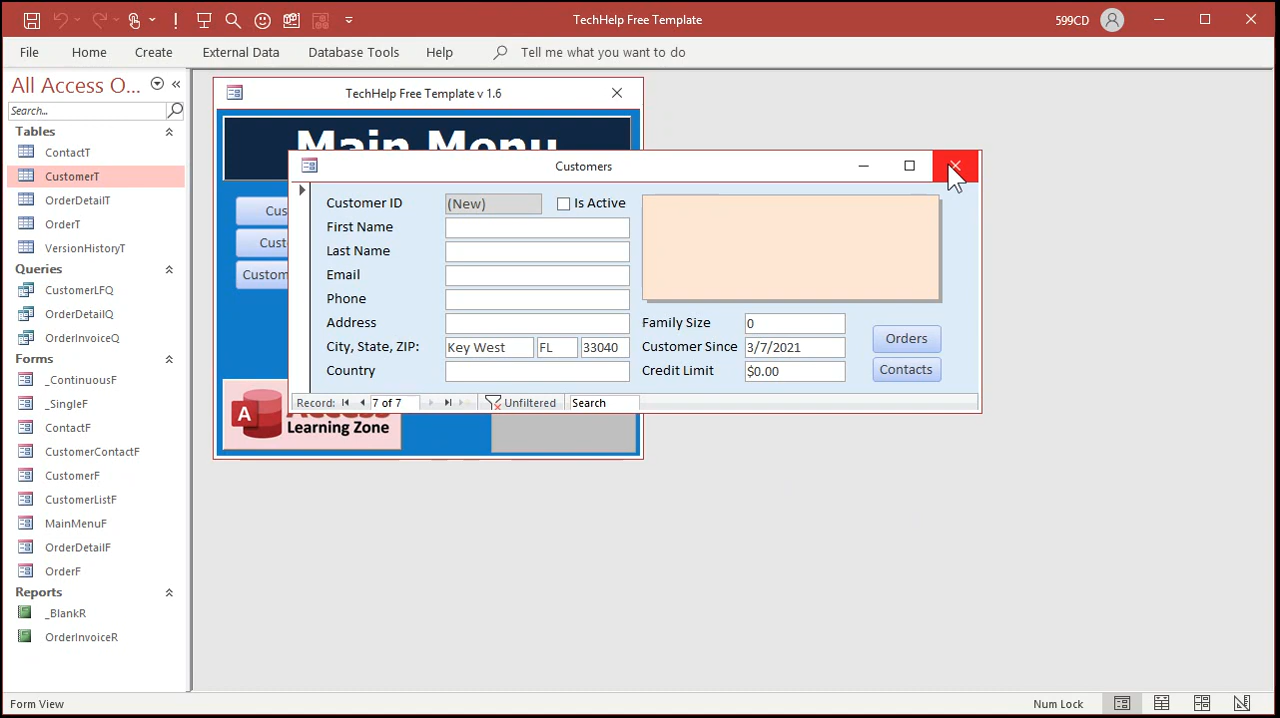 TechHelp Free Template
599CD
File Home Create External Data Database Tools Help Tell me what you want to do
All Access O...
Search...
Tables
ContactT
CustomerT
OrderDetailT
OrderT
VersionHistoryT
Queries
CustomerLFQ
OrderDetailQ
OrderInvoiceQ
Forms
_ContinuousF
_SingleF
ContactF
CustomerContactF
CustomerF
CustomerListF
MainMenuF
OrderDetailF
OrderF
Reports
_BlankR
OrderInvoiceR
TechHelp Free Template v 1.6
Main Menu
Cus
Cust
Custom
A
Learning Zone
Customers
Customer ID (New) Is Active
First Name
Last Name
Email
Phone
Address
City, State, ZIP: Key West FL 33040
Country
Family Size 0
Customer Since 3/7/2021
Credit Limit $0.00
Orders
Contacts
Record: 7 of 7 Unfiltered Search
Form View
Num Lock